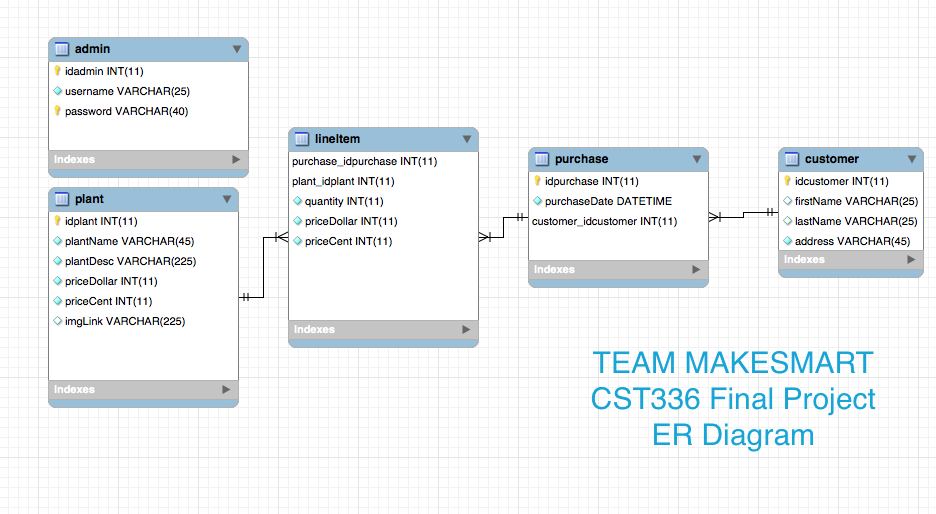 admin
idadmin INT(11)
username VARCHAR(25)
password VARCHAR(40)
Indexes
plant
idplant INT(11)
plantName VARCHAR(45)
plantDesc VARCHAR(225)
priceDollar INT(11)
priceCent INT(11)
imgLink VARCHAR(225)
Indexes
lineItem
purchase_idpurchase INT(11)
plant_idplant INT(11)
quantity INT(11)
priceDollar INT(11)
priceCent INT(11)
Indexes
purchase
idpurchase INT(11)
purchaseDate DATETIME
customer_idcustomer INT(11)
Indexes
customer
idcustomer INT(11)
firstName VARCHAR(25)
lastName VARCHAR(25)
address VARCHAR(45)
Indexes
TEAM MAKESMART
CST336 Final Project
ER Diagram